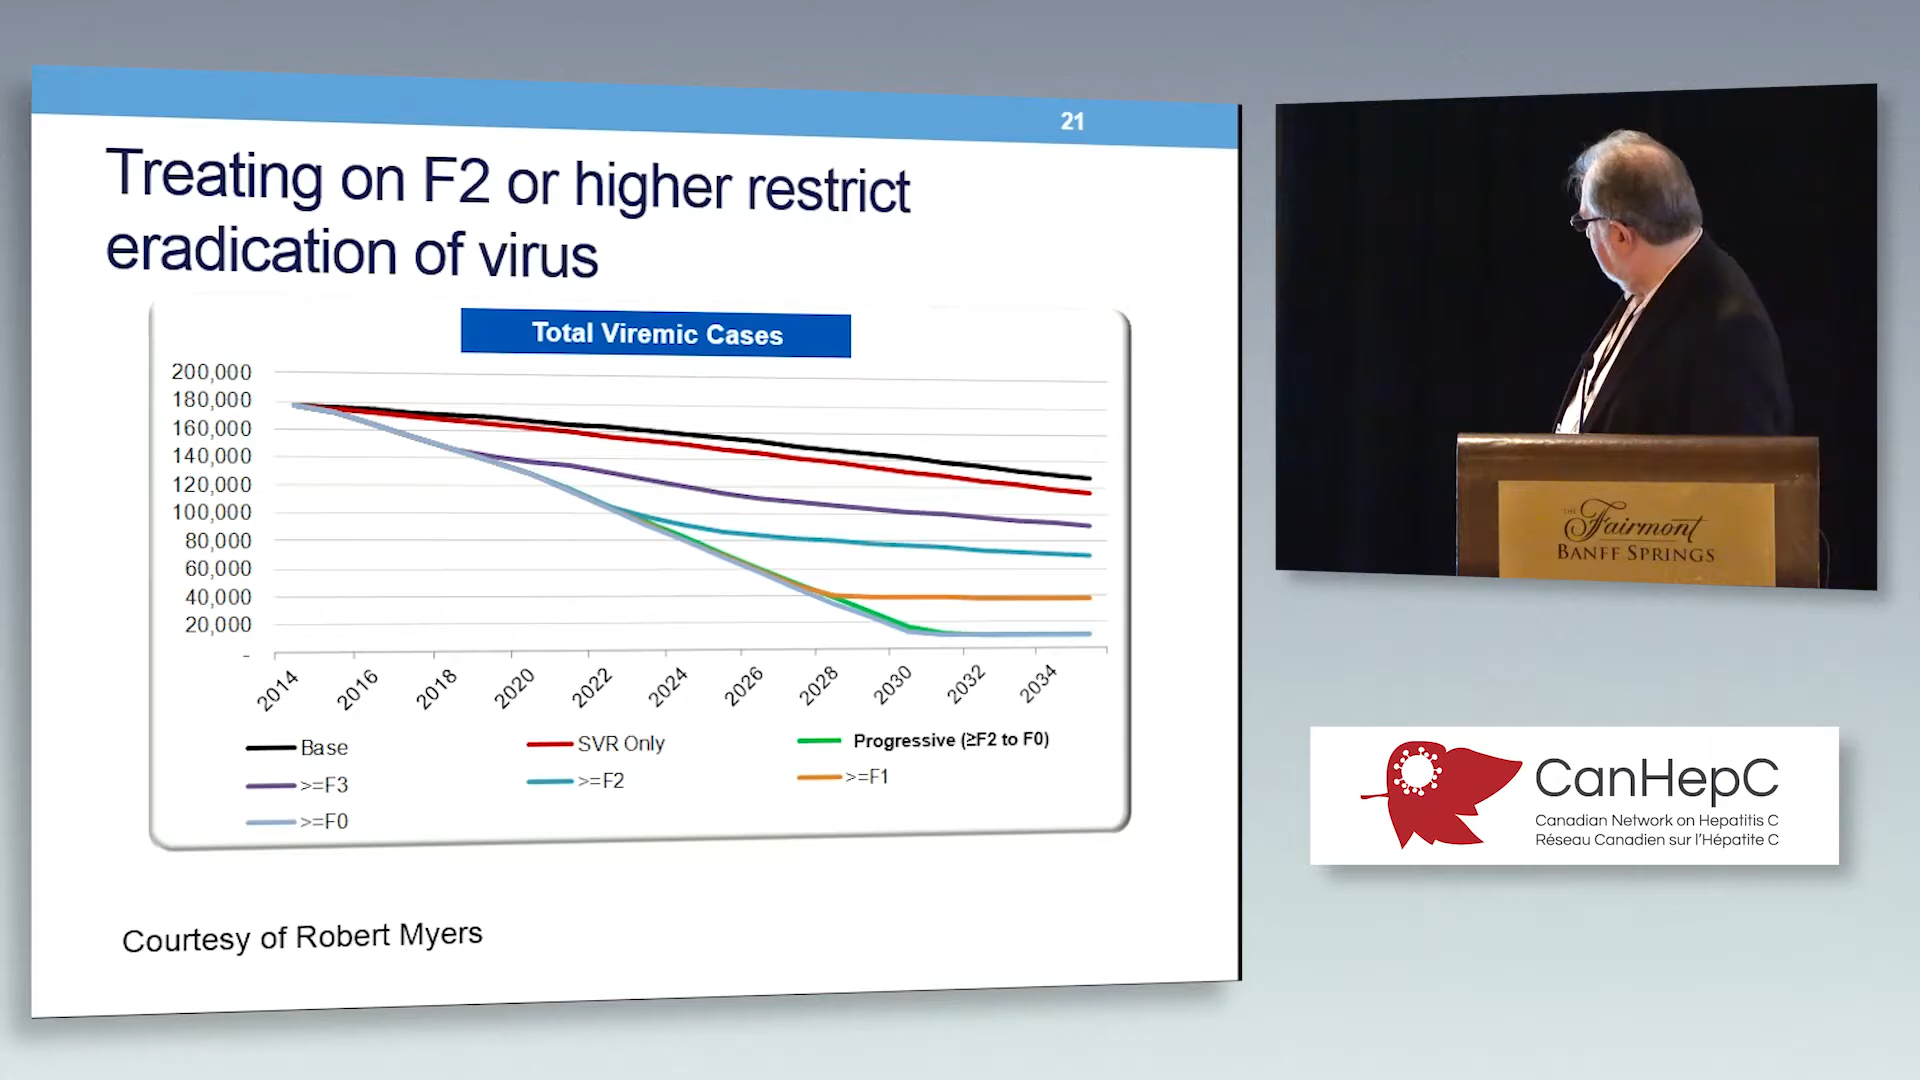 21
Treating on F2 or higher restrict
eradication of virus
Total Viremic Cases
200,000
180,000
160,000
140,000
120,000
100,000
80,000
60,000
40,000
20,000
-
2014
2016
2018
2020
2022
2024
2026
2028
2030
2032
2034
Base
SVR Only
Progressive (≥F2 to F0)
>=F3
>=F2
>=F1
>=F0
Courtesy of Robert Myers
THE
Fairmont
BANFF SPRINGS
CanHepC
Canadian Network on Hepatitis C
Réseau Canadien sur l'Hépatite C